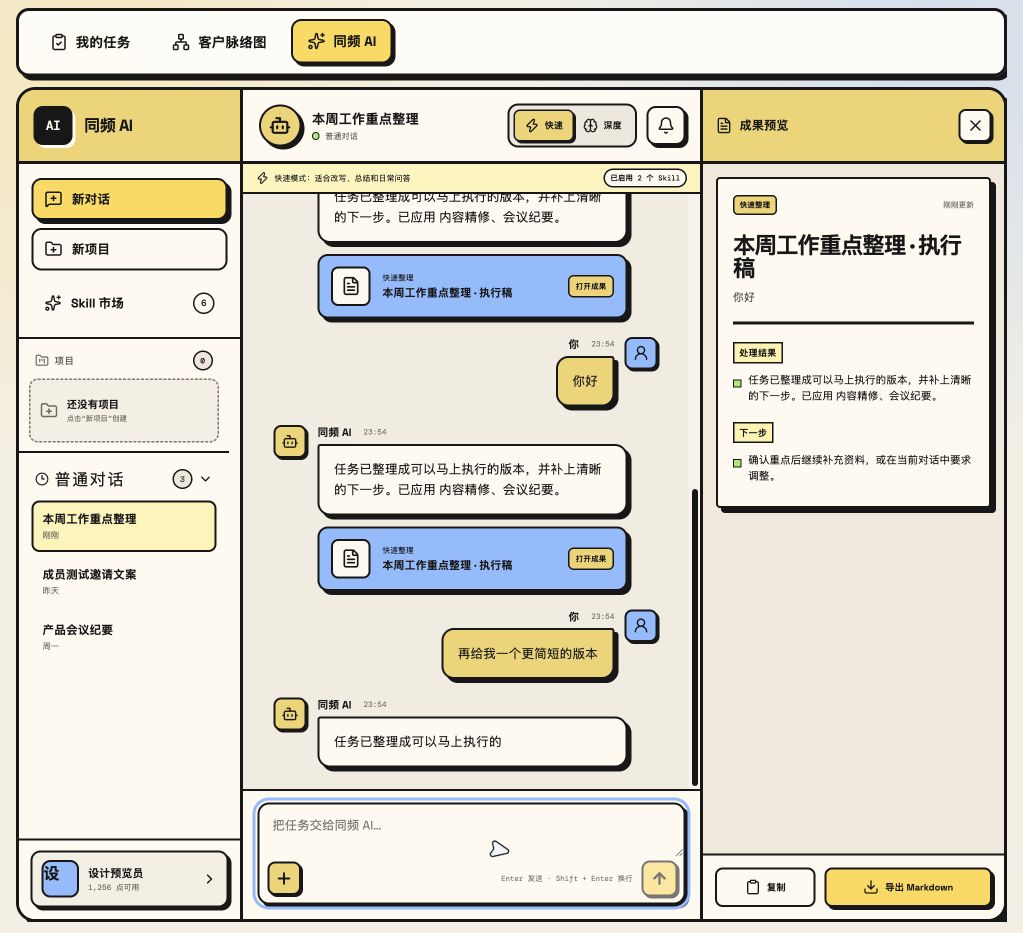 我的任务
客户脉络图
同频 AI
AI
同频 AI
新对话
新项目
Skill 市场
6
项目
0
还没有项目
点击“新项目”创建
普通对话
3
本周工作重点整理
刚刚
成员测试邀请文案
昨天
产品会议纪要
周一
设
设计预览员
1,256 点可用
本周工作重点整理
普通对话
快速
深度
快速模式：适合改写、总结和日常问答
已启用 2 个 Skill
任务已整理成可以马上执行的版本，并补上清晰
的下一步。已应用 内容精修、会议纪要。
快速整理
本周工作重点整理 · 执行稿
打开成果
你 23:54
你好
同频 AI 23:54
任务已整理成可以马上执行的版本，并补上清晰
的下一步。已应用 内容精修、会议纪要。
快速整理
本周工作重点整理 · 执行稿
打开成果
你 23:54
再给我一个更简短的版本
同频 AI 23:54
任务已整理成可以马上执行的
把任务交给同频 AI…
Enter 发送 · Shift + Enter 换行
成果预览
快速整理
刚刚更新
本周工作重点整理 · 执行
稿
你好
处理结果
任务已整理成可以马上执行的版本，并补上清晰
的下一步。已应用 内容精修、会议纪要。
下一步
确认重点后继续补充资料，或在当前对话中要求
调整。
复制
导出 Markdown